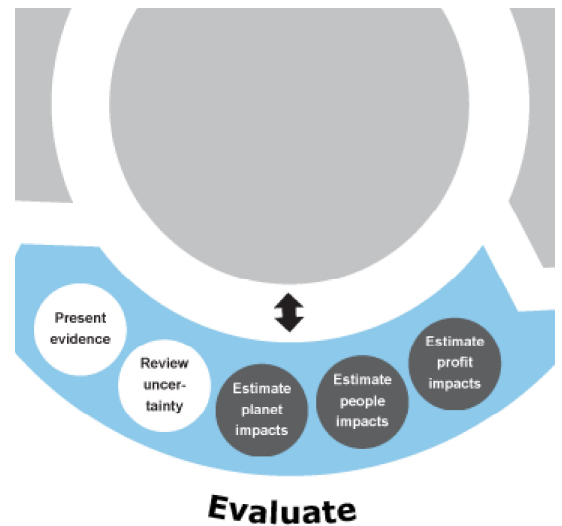 Present
evidence
Review
uncer-
tainty
Estimate
planet
impacts
Estimate
people
impacts
Estimate
profit
impacts
Evaluate